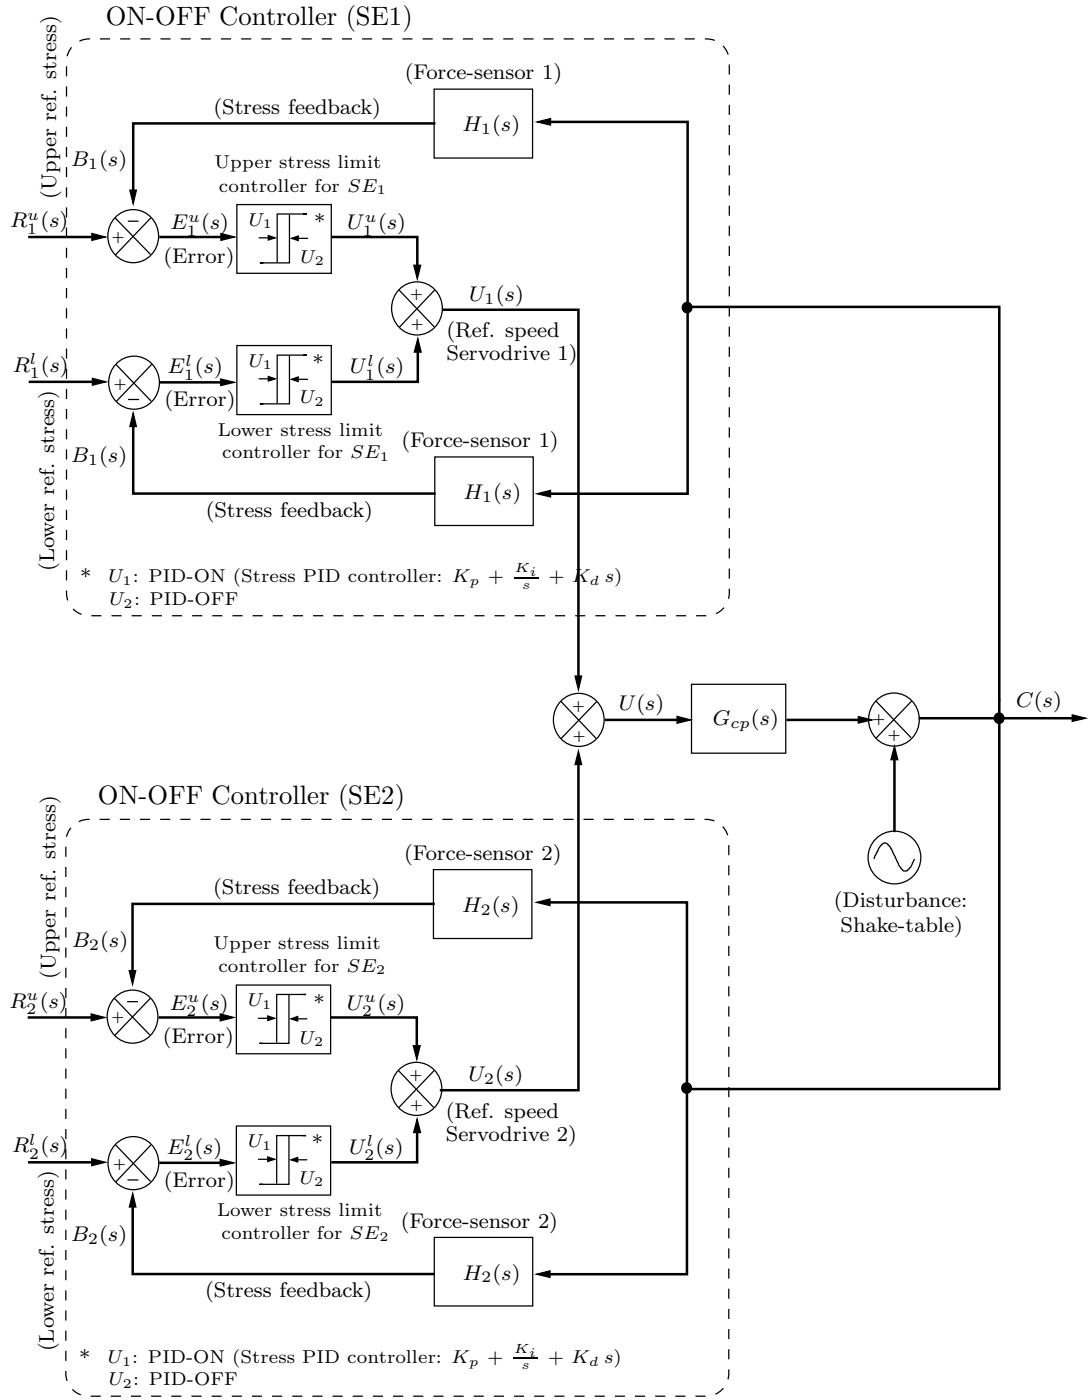 ON-OFF Controller (SE1)
(Upper ref. stress)
(Force-sensor 1)
(Stress feedback)
H₁(s)
B₁(s)
Upper stress limit
controller for SE₁
R₁ᵘ(s)
−
+
E₁ᵘ(s)
(Error)
U₁
*
U₂
U₁ᵘ(s)
+
+
U₁(s)
(Ref. speed
Servodrive 1)
R₁ˡ(s)
+
−
E₁ˡ(s)
(Error)
U₁
*
U₂
U₁ˡ(s)
Lower stress limit
controller for SE₁
(Lower ref. stress)
B₁(s)
(Force-sensor 1)
H₁(s)
(Stress feedback)
* U₁: PID-ON (Stress PID controller: Kₚ + Kᵢ/s + K_d s)
U₂: PID-OFF
+
+
U(s)
G_cp(s)
+
+
C(s)
(Disturbance:
Shake-table)
ON-OFF Controller (SE2)
(Upper ref. stress)
(Force-sensor 2)
(Stress feedback)
H₂(s)
B₂(s)
Upper stress limit
controller for SE₂
R₂ᵘ(s)
−
+
E₂ᵘ(s)
(Error)
U₁
*
U₂
U₂ᵘ(s)
+
+
U₂(s)
(Ref. speed
Servodrive 2)
R₂ˡ(s)
+
−
E₂ˡ(s)
(Error)
U₁
*
U₂
U₂ˡ(s)
Lower stress limit
controller for SE₂
(Lower ref. stress)
B₂(s)
(Force-sensor 2)
H₂(s)
(Stress feedback)
* U₁: PID-ON (Stress PID controller: Kₚ + Kᵢ/s + K_d s)
U₂: PID-OFF